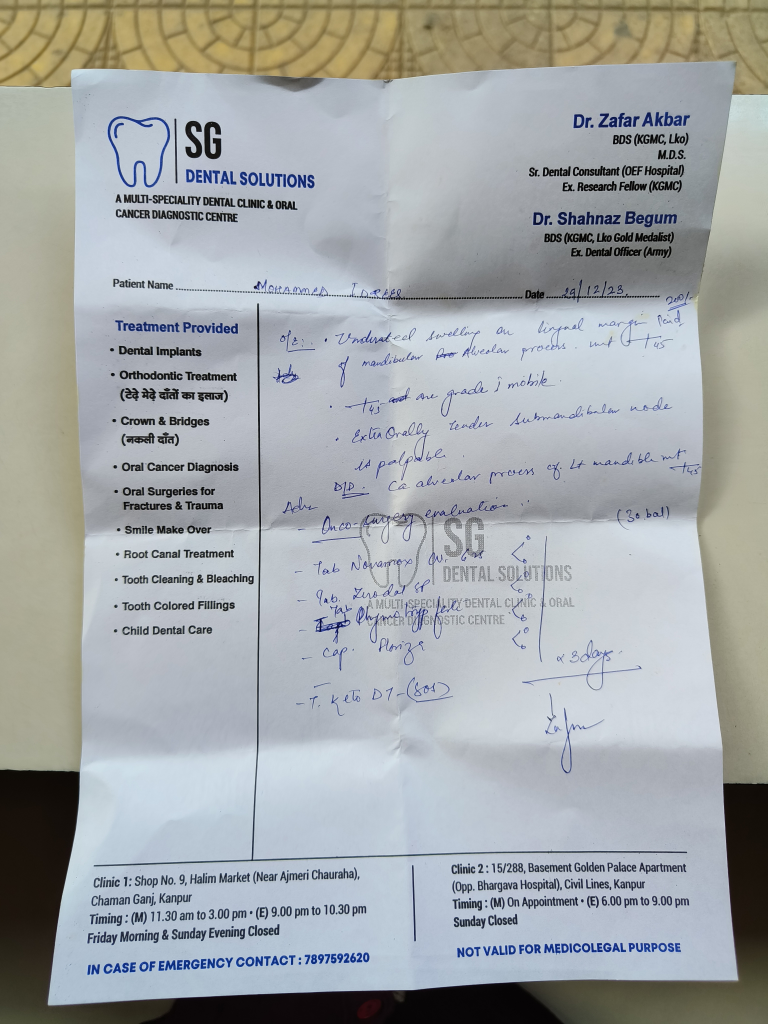 SG
DENTAL SOLUTIONS
A MULTI-SPECIALITY DENTAL CLINIC & ORAL
CANCER DIAGNOSTIC CENTRE
Dr. Zafar Akbar
BDS (KGMC, Lko)
M.D.S.
Sr. Dental Consultant (OEF Hospital)
Ex. Research Fellow (KGMC)
Dr. Shahnaz Begum
BDS (KGMC, Lko Gold Medalist)
Ex. Dental Officer (Army)
Patient Name MOHAMMED Date 29/12/23.
200/-
Paid
Treatment Provided
• Dental Implants
• Orthodontic Treatment
(टेढ़े मेढ़े दाँतों का इलाज)
• Crown & Bridges
(नकली दाँत)
• Oral Cancer Diagnosis
• Oral Surgeries for
Fractures & Trauma
• Smile Make Over
• Root Canal Treatment
• Tooth Cleaning & Bleaching
• Tooth Colored Fillings
• Child Dental Care
O/E: • swelling on lingual margin
of mandibular Alveolar process. wrt 45
• 45 are grade i mobile.
• Extra Orally tender submandibular node
is palpable.
D/D: Ca alveolar process of Lt mandible wrt 45
Adv
- Onco-surgery evaluation.
(30 bal)
- Tab Novamox CV
- Tab. Zerodol SP
- Tab Chymotryp forte
- Cap.
x 3 days
- T. Keto DT - (SOS)
SG
DENTAL SOLUTIONS
A MULTI-SPECIALITY DENTAL CLINIC & ORAL
CANCER DIAGNOSTIC CENTRE
Clinic 1: Shop No. 9, Halim Market (Near Ajmeri Chauraha),
Chaman Ganj, Kanpur
Timing : (M) 11.30 am to 3.00 pm • (E) 9.00 pm to 10.30 pm
Friday Morning & Sunday Evening Closed
IN CASE OF EMERGENCY CONTACT : 7897592620
Clinic 2 : 15/288, Basement Golden Palace Apartment
(Opp. Bhargava Hospital), Civil Lines, Kanpur
Timing : (M) On Appointment • (E) 6.00 pm to 9.00 pm
Sunday Closed
NOT VALID FOR MEDICOLEGAL PURPOSE